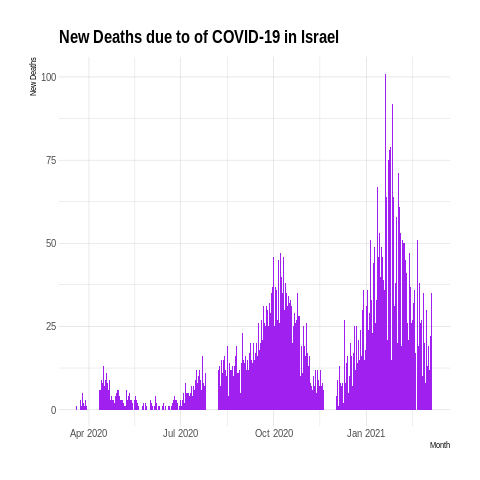 New Deaths due to of COVID-19 in Israel
New Deaths
100
75
50
25
0
Apr 2020 Jul 2020 Oct 2020 Jan 2021
Month